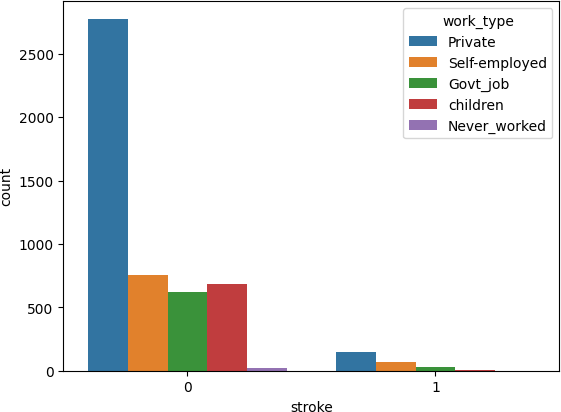 work_type
Private
Self-employed
Govt_job
children
Never_worked
count
2500
2000
1500
1000
500
0
0 1
stroke